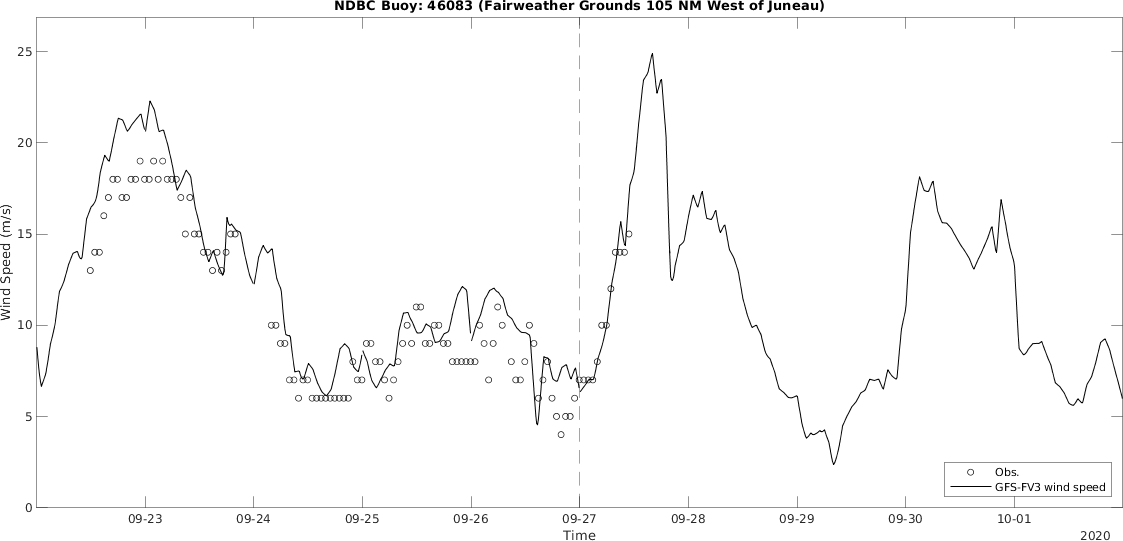 NDBC Buoy: 46083 (Fairweather Grounds 105 NM West of Juneau)
25
20
15
10
5
0
Wind Speed (m/s)
09-23 09-24 09-25 09-26 09-27 09-28 09-29 09-30 10-01
Time
2020
Obs.
GFS-FV3 wind speed